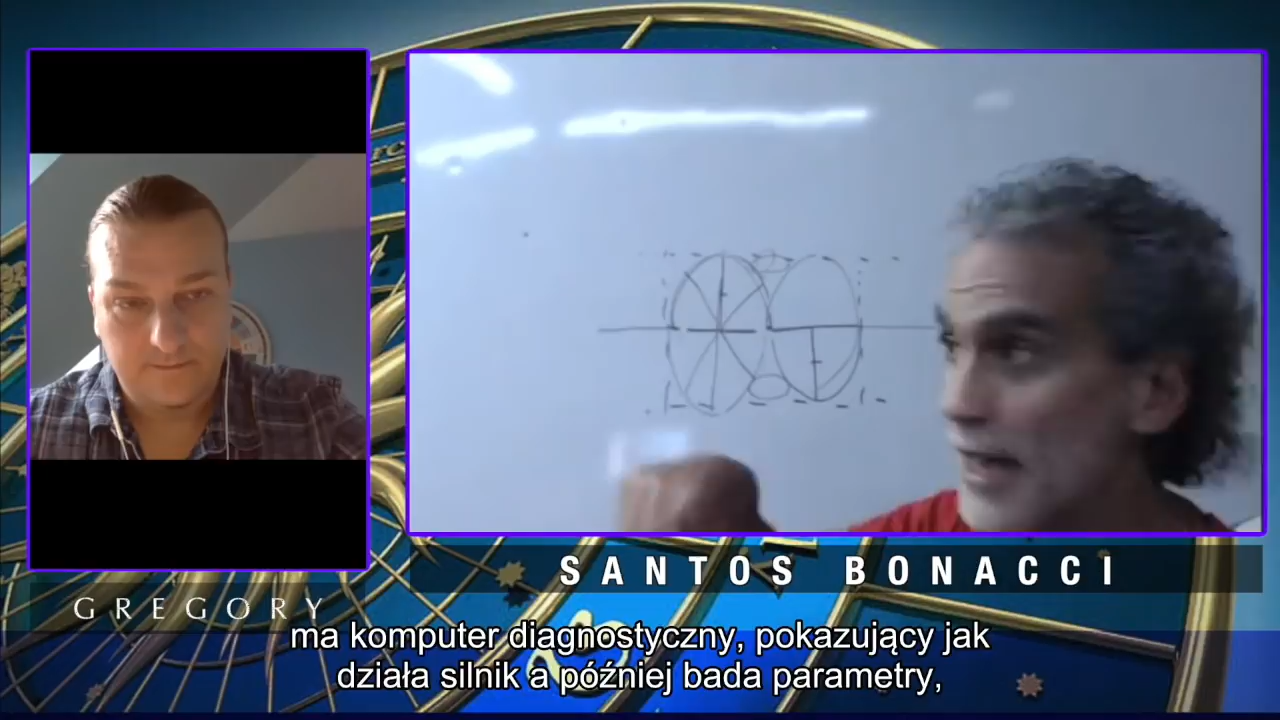 SANTOS BONACCI
GREGORY
ma komputer diagnostyczny, pokazujący jak
działa silnik a później bada parametry,